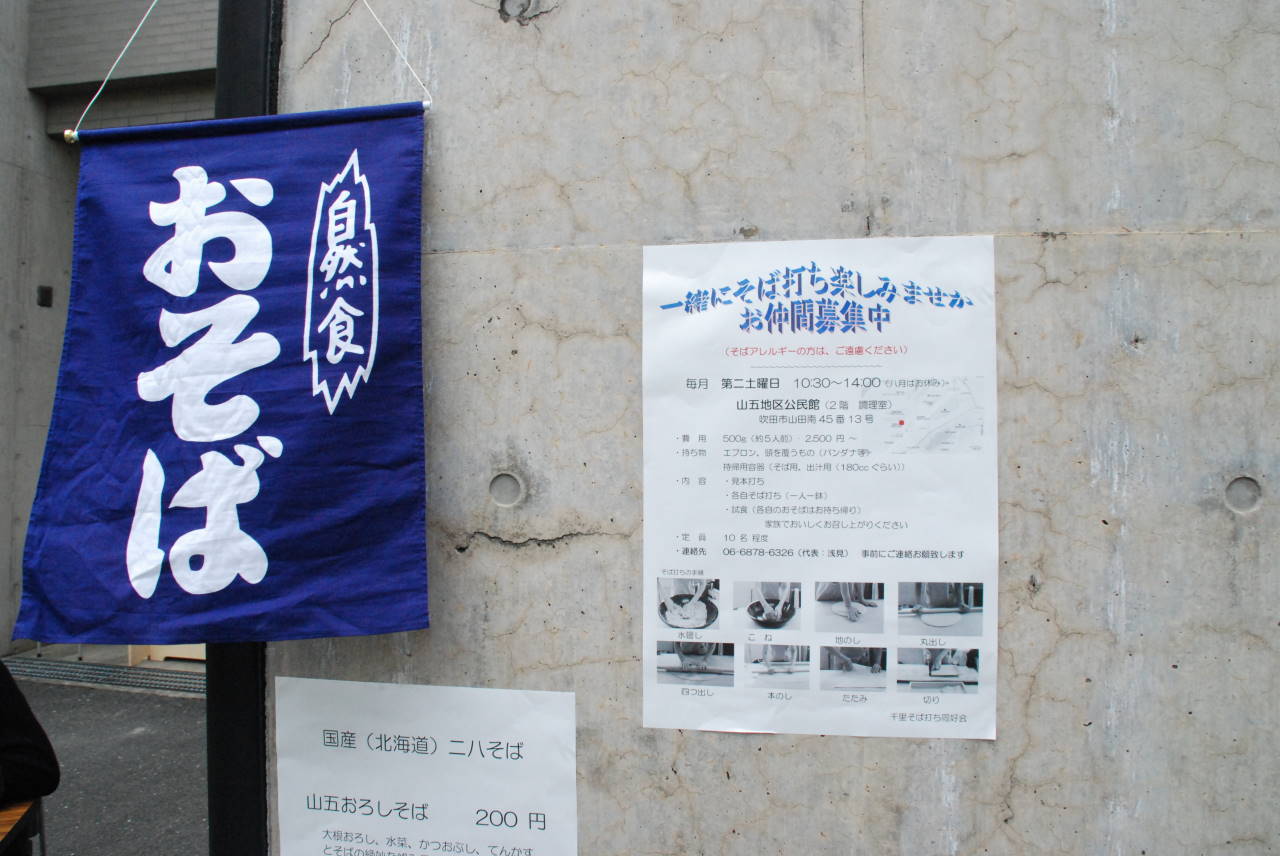 おそば
自然食
一緒にそば打ち楽しみませんか
お仲間募集中
(そばアレルギーの方は、ご遠慮ください)
毎月 第二土曜日 10:30～14:00 (八月はお休み)
山五地区公民館(2階 調理室)
吹田市山田南45番13号
・費 用 500g(約5人前) 2,500 円 ～
・持ち物 エプロン、頭を覆うもの(バンダナ等)
持帰用容器(そば用、出汁用(180cc ぐらい))
・内 容 ・見本打ち
・各自そば打ち(一人一鉢)
・試食(各自のおそばはお持ち帰り)
家族でおいしくお召し上がりください
・定 員 10 名 程度
・連絡先 06-6878-6326(代表:浅見) 事前にご連絡お願致します
そば打ちの手順
水回し こ ね 地のし 丸出し
四つ出し 本のし たたみ 切り
千里そば打ち同好会
国産(北海道)二八そば
山五おろしそば 200 円
大根おろし、水菜、かつおぶし、てんかす